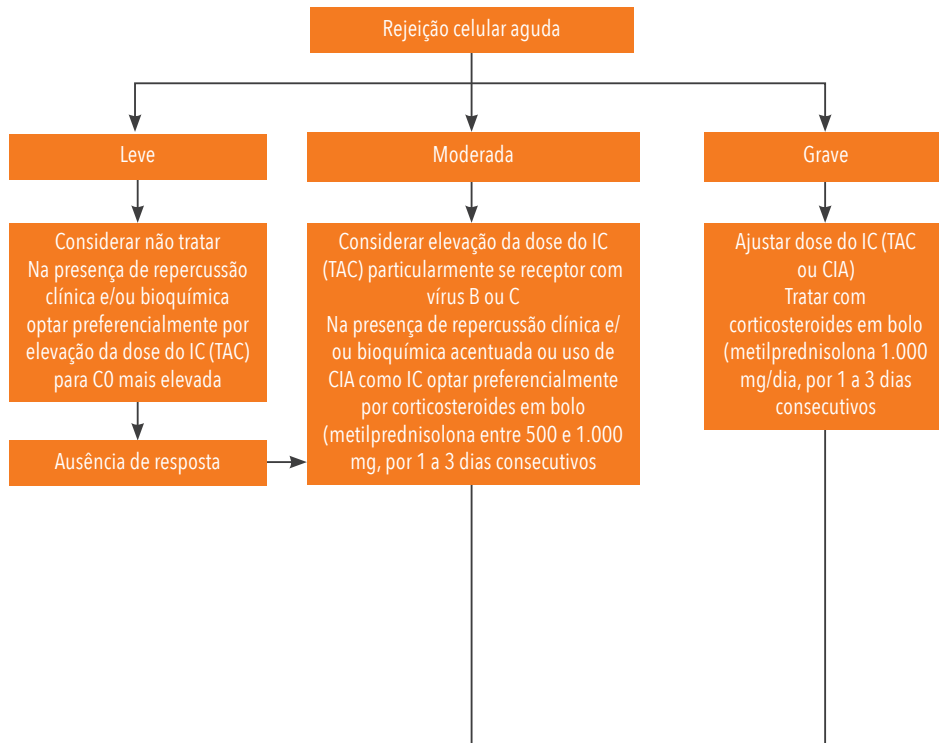 Rejeição celular aguda
Leve
Moderada
Grave
Considerar não tratar
Na presença de repercussão
clínica e/ou bioquímica
optar preferencialmente por
elevação da dose do IC (TAC)
para C0 mais elevada
Considerar elevação da dose do IC
(TAC) particularmente se receptor com
vírus B ou C
Na presença de repercussão clínica e/
ou bioquímica acentuada ou uso de
CIA como IC optar preferencialmente
por corticosteroides em bolo
(metilprednisolona entre 500 e 1.000
mg, por 1 a 3 dias consecutivos
Ajustar dose do IC (TAC
ou CIA)
Tratar com
corticosteroides em bolo
(metilprednisolona 1.000
mg/dia, por 1 a 3 dias
consecutivos
Ausência de resposta